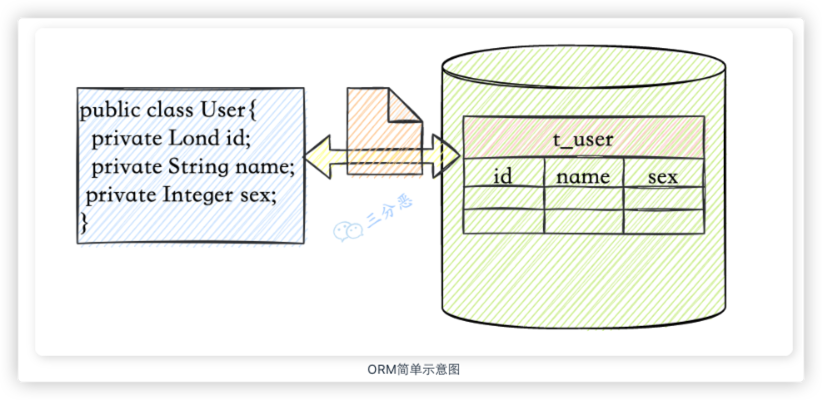 public class User{
private Lond id;
private String name;
private Integer sex;
}
t_user
id name sex
三分恶
ORM简单示意图